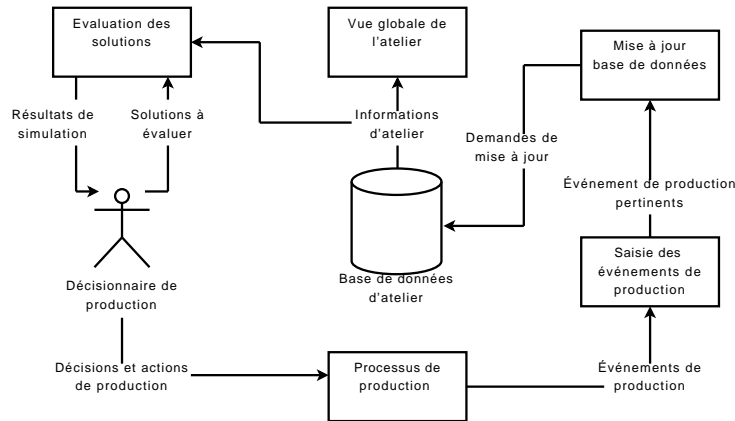 Evaluation des
solutions
Vue globale de
l'atelier
Mise à jour
base de données
Résultats de
simulation
Solutions à
évaluer
Informations
d'atelier
Demandes de
mise à jour
Événement de production
pertinents
Saisie des
événements de
production
Base de données
d'atelier
Décisionnaire de
production
Décisions et actions
de production
Processus de
production
Événements de
production